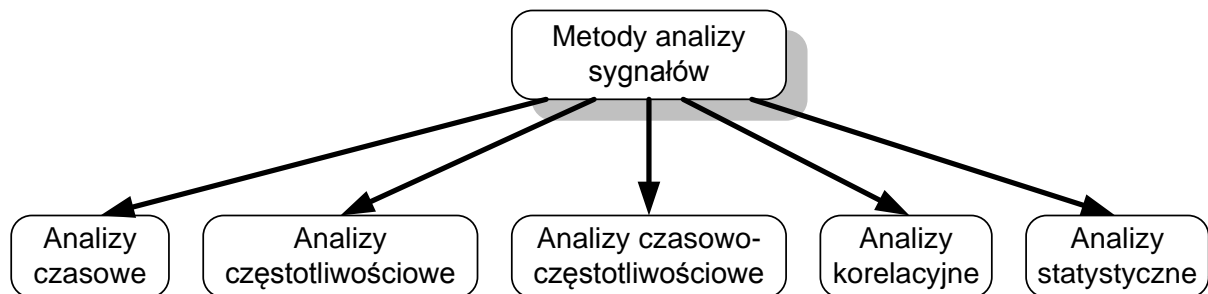 Metody analizy
sygnałów
Analizy
czasowe
Analizy
częstotliwościowe
Analizy czasowo-
częstotliwościowe
Analizy
korelacyjne
Analizy
statystyczne